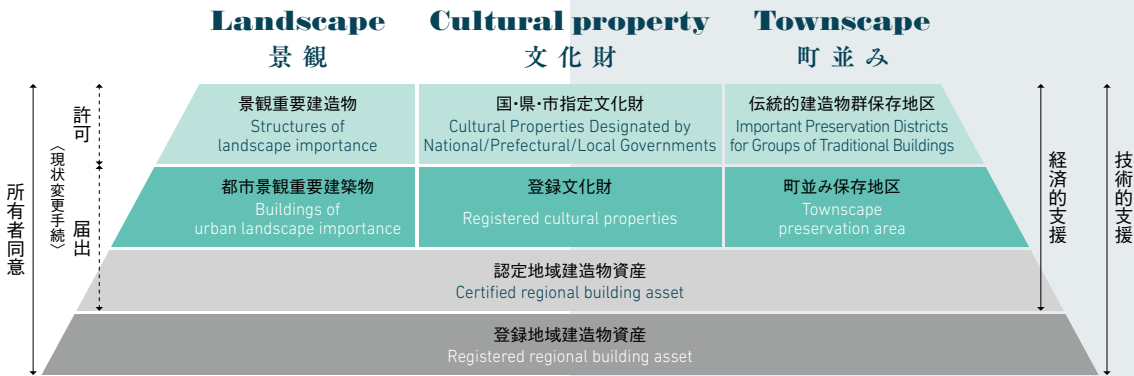 Landscape
景観
Cultural property
文化財
Townscape
町並み
所有者同意
〈現状変更手続〉
許可
届出
景観重要建造物
Structures of
landscape importance
国・県・市指定文化財
Cultural Properties Designated by
National/Prefectural/Local Governments
伝統的建造物群保存地区
Important Preservation Districts
for Groups of Traditional Buildings
都市景観重要建築物
Buildings of
urban landscape importance
登録文化財
Registered cultural properties
町並み保存地区
Townscape
preservation area
認定地域建造物資産
Certified regional building asset
登録地域建造物資産
Registered regional building asset
経済的支援
技術的支援